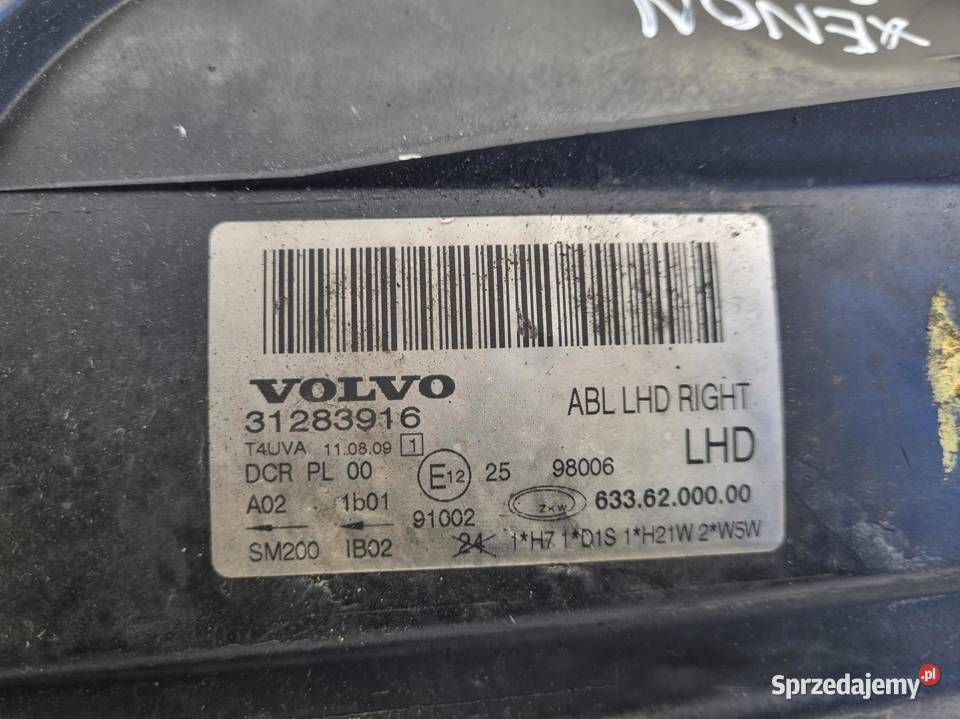 XENON
VOLVO
31283916
ABL LHD RIGHT
T4UVA 11.08.09 1
LHD
DCR PL 00
E12 25 98006
A02 1b01
91002 ZKW 633.62.000.00
SM200 IB02
24 1*H7 1*D1S 1*H21W 2*W5W
Sprzedajemy.pl